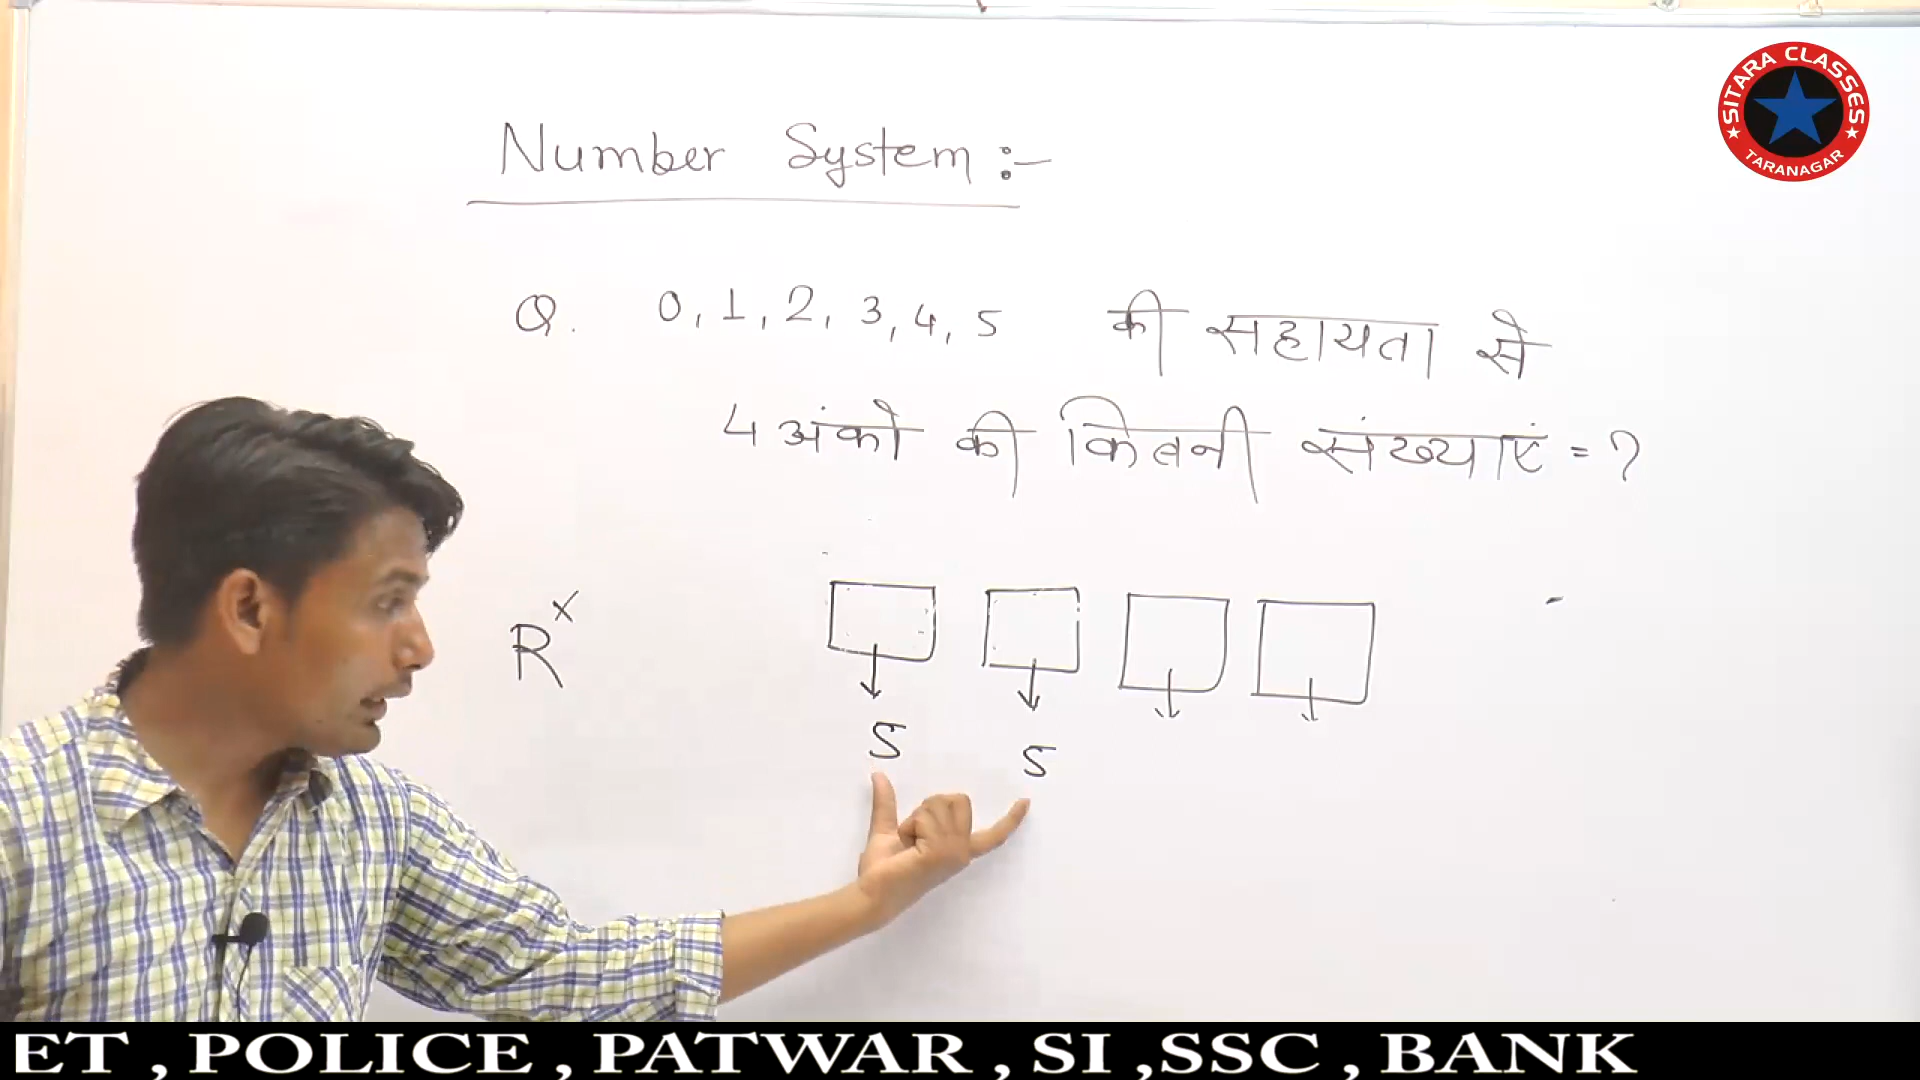 SITARA CLASSES
TARANAGAR
Number System :-
Q. 0, 1, 2, 3, 4, 5 की सहायता से
4 अंको की कितनी संख्याएं = ?
R x
5 5
ET , POLICE , PATWAR , SI ,SSC , BANK